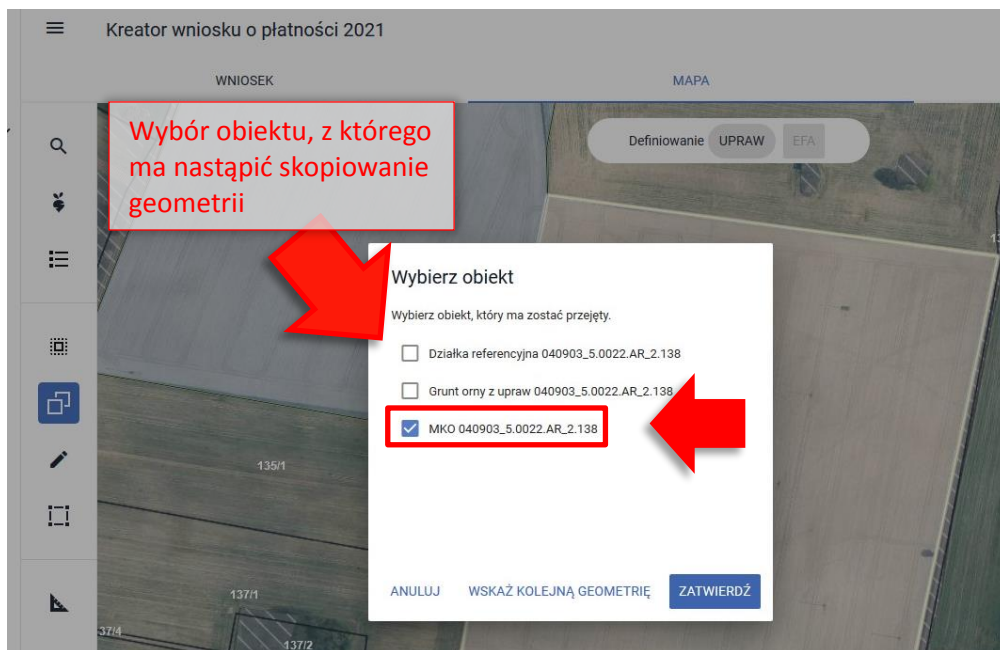 Kreator wniosku o płatności 2021
WNIOSEK
MAPA
Wybór obiektu, z którego
ma nastąpić skopiowanie
geometrii
Definiowanie UPRAW EFA
Wybierz obiekt
Wybierz obiekt, który ma zostać przejęty.
Działka referencyjna 040903_5.0022.AR_2.138
Grunt orny z upraw 040903_5.0022.AR_2.138
MKO 040903_5.0022.AR_2.138
135/1
ANULUJ
WSKAŻ KOLEJNĄ GEOMETRIĘ
ZATWIERDŹ
137/1
37/4
137/2